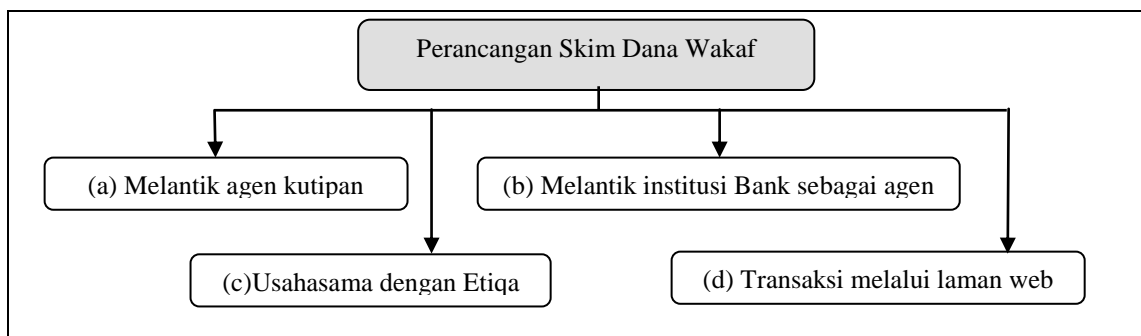 Perancangan Skim Dana Wakaf
(a) Melantik agen kutipan
(b) Melantik institusi Bank sebagai agen
(c)Usahasama dengan Etiqa
(d) Transaksi melalui laman web